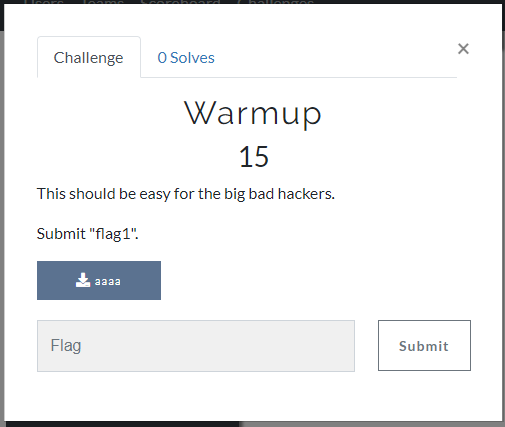 Users Teams Scoreboard Challenges
Challenge 0 Solves ×
Warmup
15
This should be easy for the big bad hackers.
Submit "flag1".
aaaa
Flag Submit